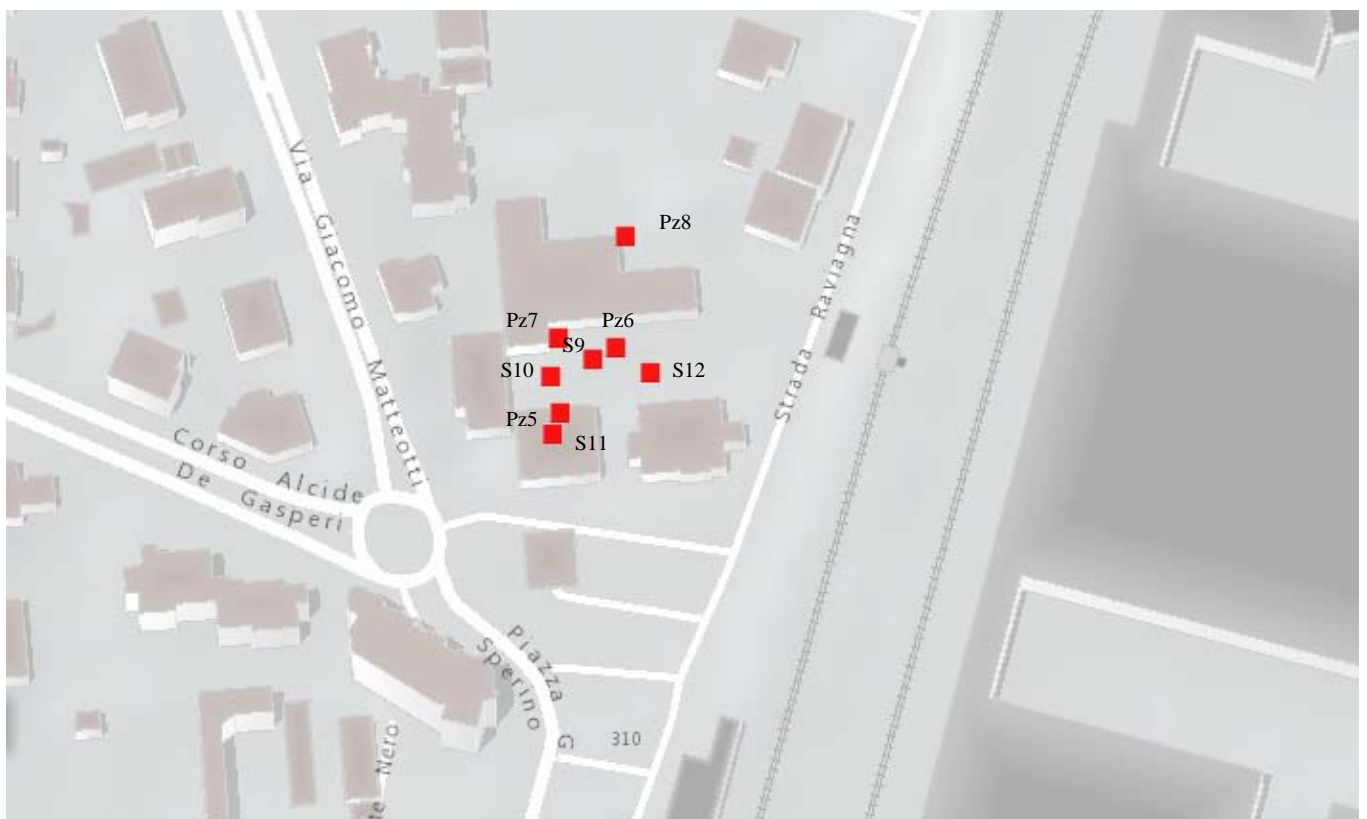 Via Giacomo Matteotti
Pz8
Strada Raviagna
Pz7
Pz6
S9
S10
S12
Pz5
S11
Corso Alcide
De Gasperi
Piazza
Sperino
G
310
te Nero